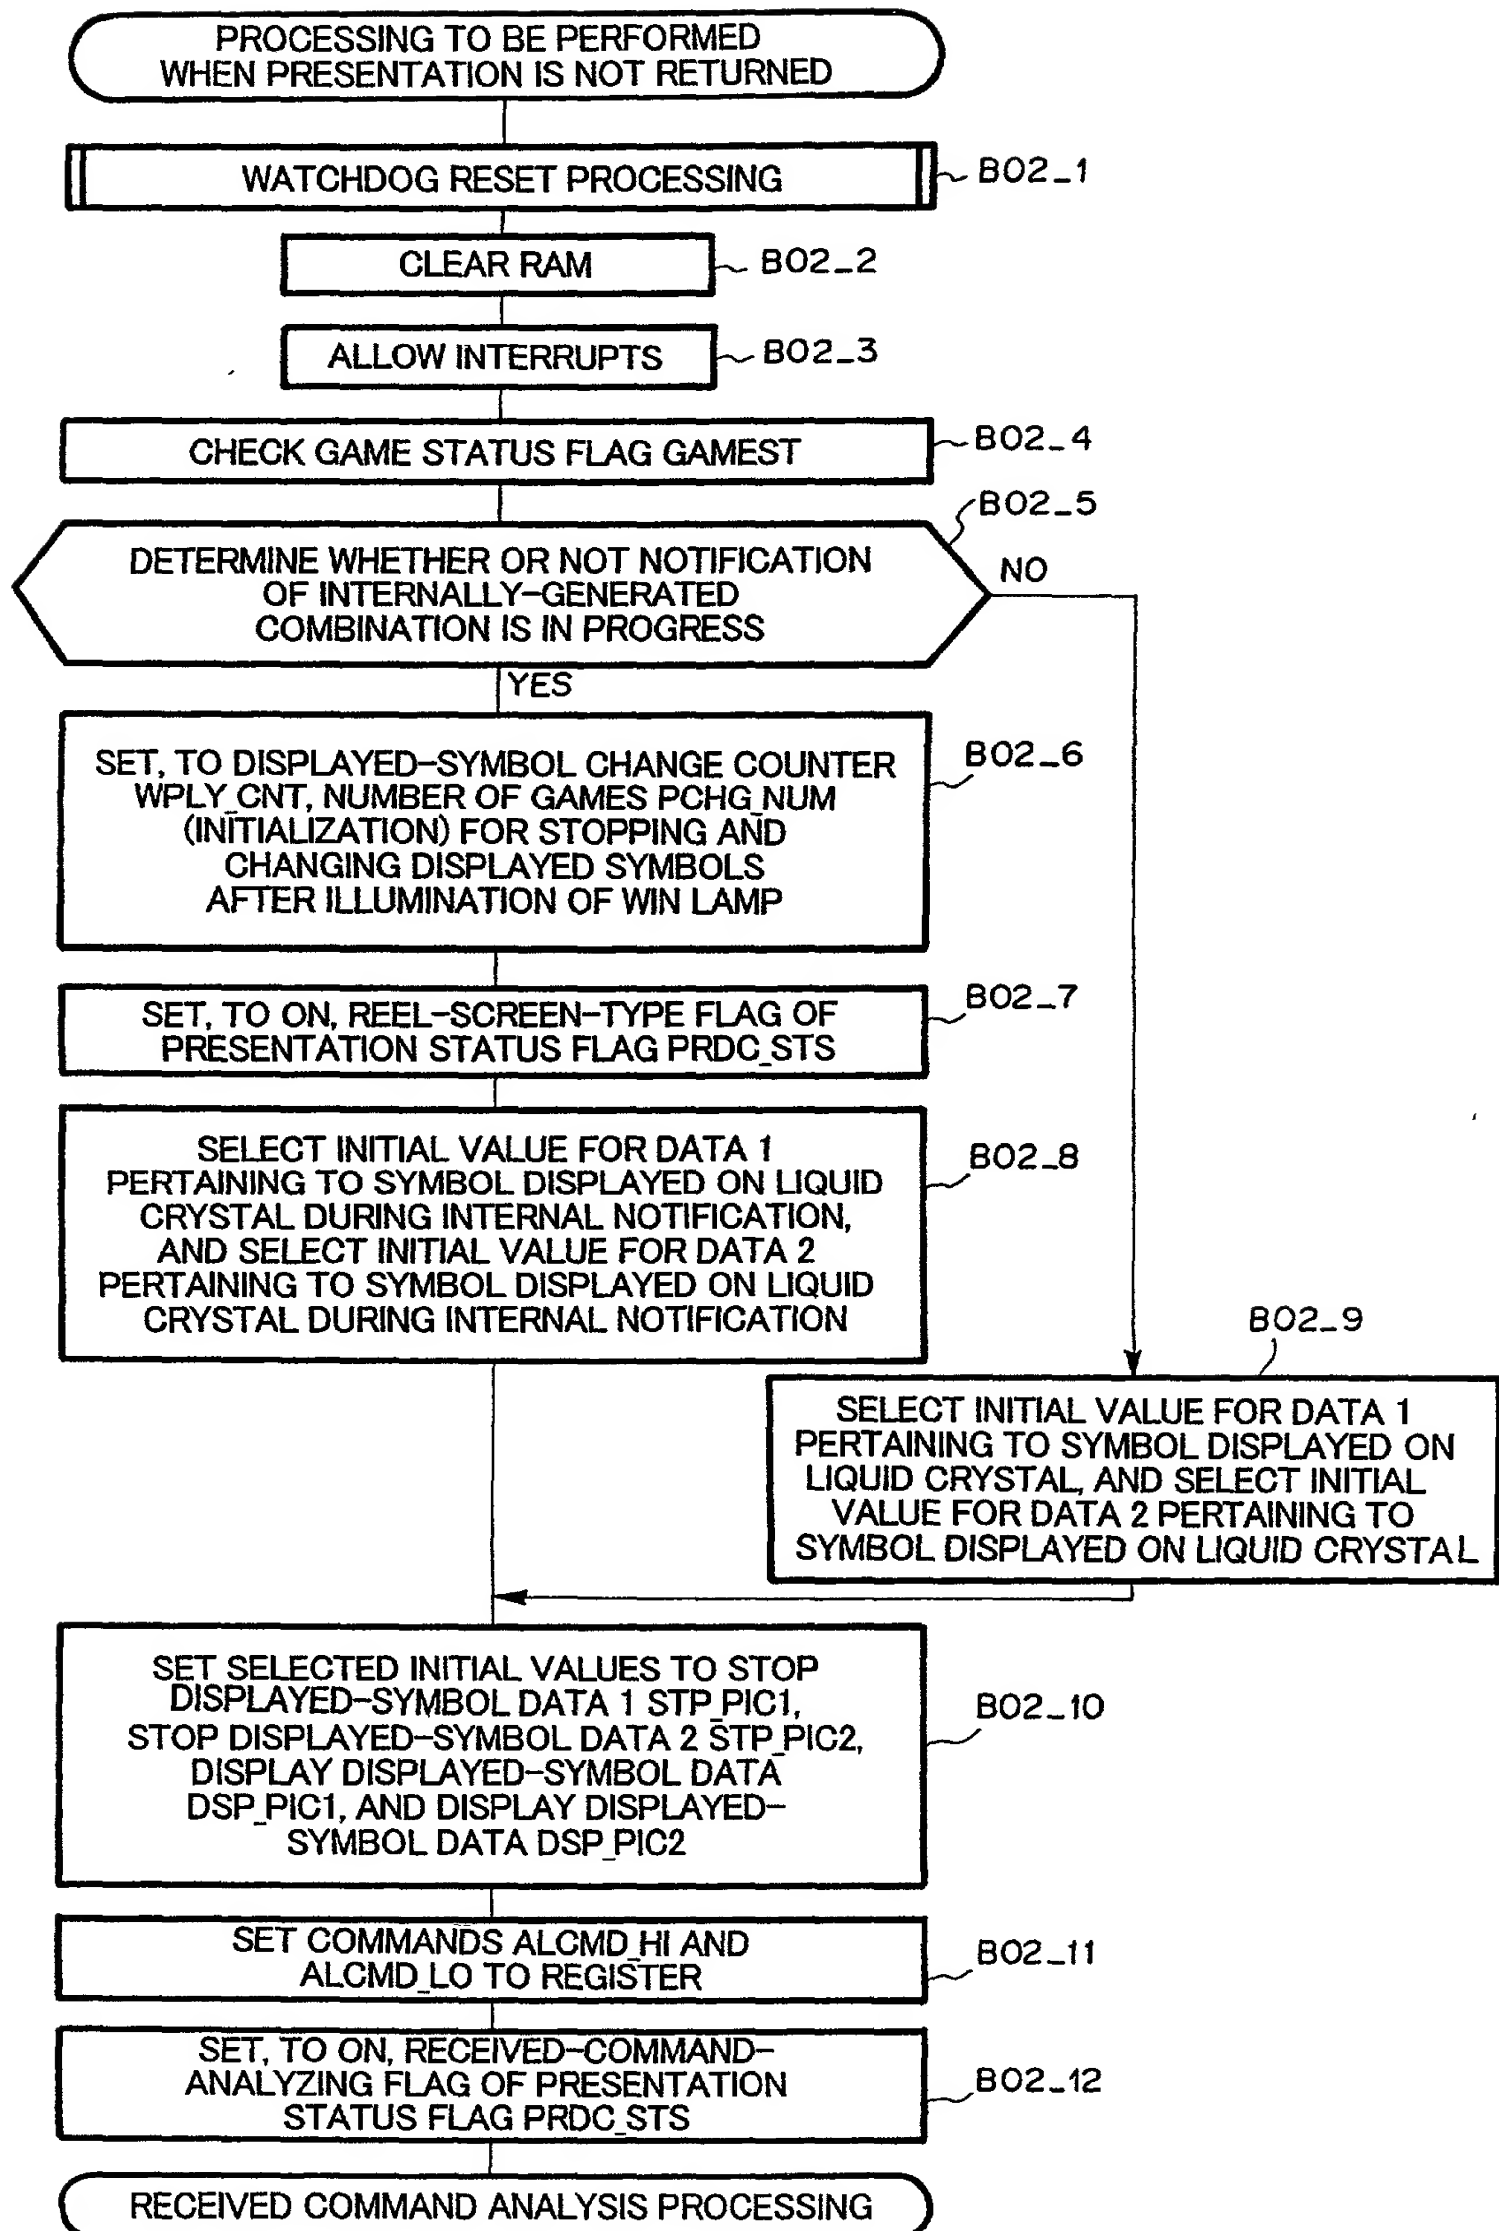 PROCESSING TO BE PERFORMED
WHEN PRESENTATION IS NOT RETURNED
WATCHDOG RESET PROCESSING
B02_1
CLEAR RAM
B02_2
ALLOW INTERRUPTS
B02_3
CHECK GAME STATUS FLAG GAMEST
B02_4
B02_5
DETERMINE WHETHER OR NOT NOTIFICATION
OF INTERNALLY-GENERATED
COMBINATION IS IN PROGRESS
NO
YES
SET, TO DISPLAYED-SYMBOL CHANGE COUNTER
WPLY_CNT, NUMBER OF GAMES PCHG_NUM
(INITIALIZATION) FOR STOPPING AND
CHANGING DISPLAYED SYMBOLS
AFTER ILLUMINATION OF WIN LAMP
B02_6
SET, TO ON, REEL-SCREEN-TYPE FLAG OF
PRESENTATION STATUS FLAG PRDC_STS
B02_7
SELECT INITIAL VALUE FOR DATA 1
PERTAINING TO SYMBOL DISPLAYED ON LIQUID
CRYSTAL DURING INTERNAL NOTIFICATION,
AND SELECT INITIAL VALUE FOR DATA 2
PERTAINING TO SYMBOL DISPLAYED ON LIQUID
CRYSTAL DURING INTERNAL NOTIFICATION
B02_8
B02_9
SELECT INITIAL VALUE FOR DATA 1
PERTAINING TO SYMBOL DISPLAYED ON
LIQUID CRYSTAL, AND SELECT INITIAL
VALUE FOR DATA 2 PERTAINING TO
SYMBOL DISPLAYED ON LIQUID CRYSTAL
SET SELECTED INITIAL VALUES TO STOP
DISPLAYED-SYMBOL DATA 1 STP_PIC1,
STOP DISPLAYED-SYMBOL DATA 2 STP_PIC2,
DISPLAY DISPLAYED-SYMBOL DATA
DSP_PIC1, AND DISPLAY DISPLAYED-
SYMBOL DATA DSP_PIC2
B02_10
SET COMMANDS ALCMD_HI AND
ALCMD_LO TO REGISTER
B02_11
SET, TO ON, RECEIVED-COMMAND-
ANALYZING FLAG OF PRESENTATION
STATUS FLAG PRDC_STS
B02_12
RECEIVED COMMAND ANALYSIS PROCESSING